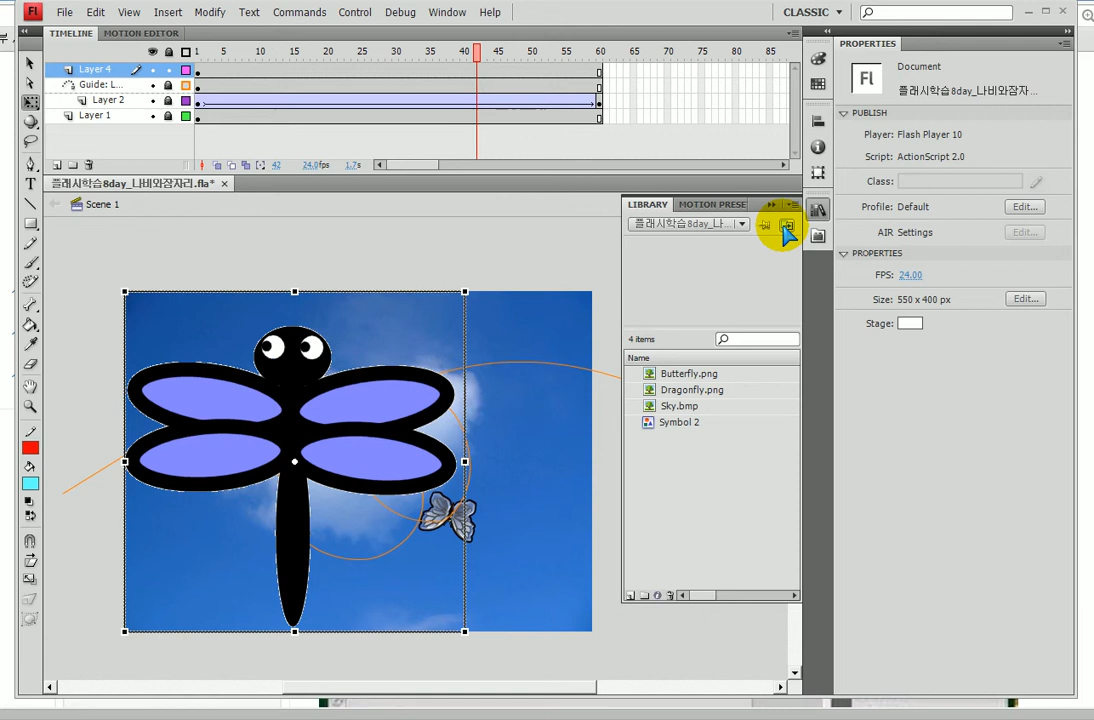 Fl File Edit View Insert Modify Text Commands Control Debug Window Help CLASSIC
TIMELINE MOTION EDITOR
1 5 10 15 20 25 30 35 40 45 50 55 60 65 70 75 80 85
Layer 4
Guide: L...
Layer 2
Layer 1
42 24.0fps 1.7s
플래시학습8day_나비와잠자리.fla*
Scene 1
LIBRARY MOTION PRESE
플래시학습8day_나...
4 items
Name
Butterfly.png
Dragonfly.png
Sky.bmp
Symbol 2
PROPERTIES
Fl
Document
플래시학습8day_나비와잠자...
PUBLISH
Player: Flash Player 10
Script: ActionScript 2.0
Class:
Profile: Default Edit...
AIR Settings Edit...
PROPERTIES
FPS: 24.00
Size: 550 x 400 px Edit...
Stage: